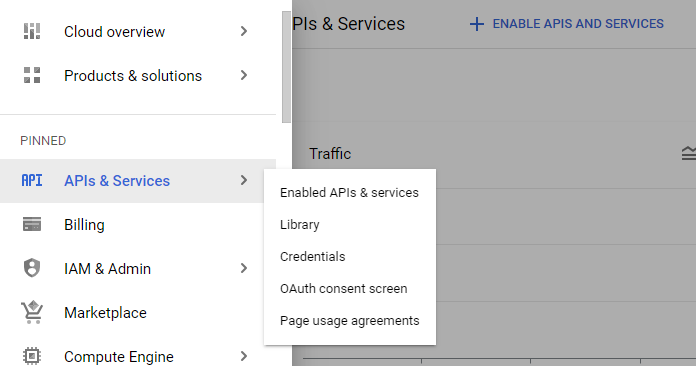 Cloud overview
Products & solutions
PINNED
API APIs & Services
Billing
IAM & Admin
Marketplace
Compute Engine
Enabled APIs & services
Library
Credentials
OAuth consent screen
Page usage agreements
PIs & Services
ENABLE APIS AND SERVICES
Traffic